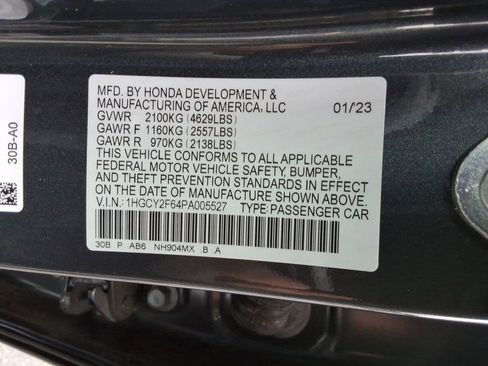 MFD. BY HONDA DEVELOPMENT &
MANUFACTURING OF AMERICA, LLC 01/'23
GVWR 2100KG (4629LBS)
GAWR F 1160KG (2557LBS)
GAWR R 970KG (2138LBS)
THIS VEHICLE CONFORMS TO ALL APPLICABLE
FEDERAL MOTOR VEHICLE SAFETY, BUMPER,
AND THEFT PREVENTION STANDARDS IN EFFECT
ON THE DATE OF MANUFACTURE SHOWN ABOVE.
V.I.N.: 1HGCY2F64PA005527 TYPE: PASSENGER CAR
30B P AB6 NH904MX B A
30B-A0